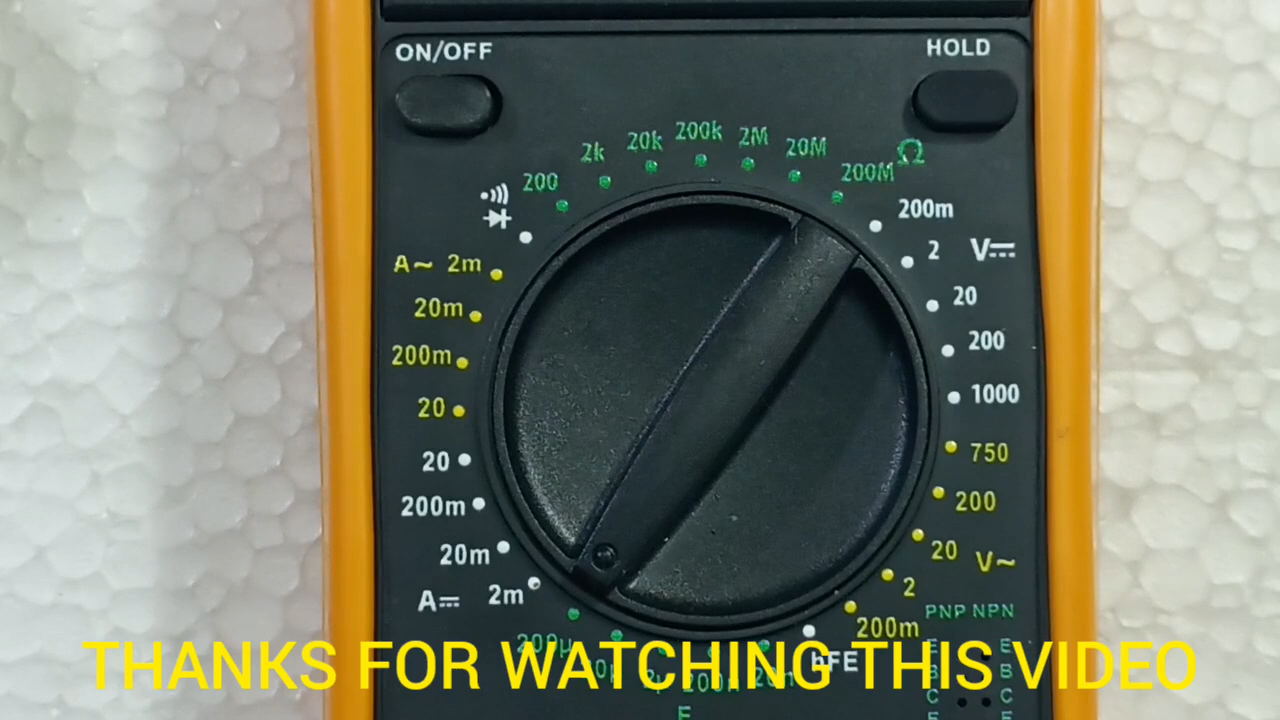 ON/OFF
HOLD
2k 20k 200k 2M 20M
200 200M Ω
200m
A~ 2m 2 V⎓
20m 20
200m 200
20 1000
20 750
200m 200
20m 20 V~
A⎓ 2m 2
PNP NPN
200m
E E
hFE
B B
C C
THANKS FOR WATCHING THIS VIDEO